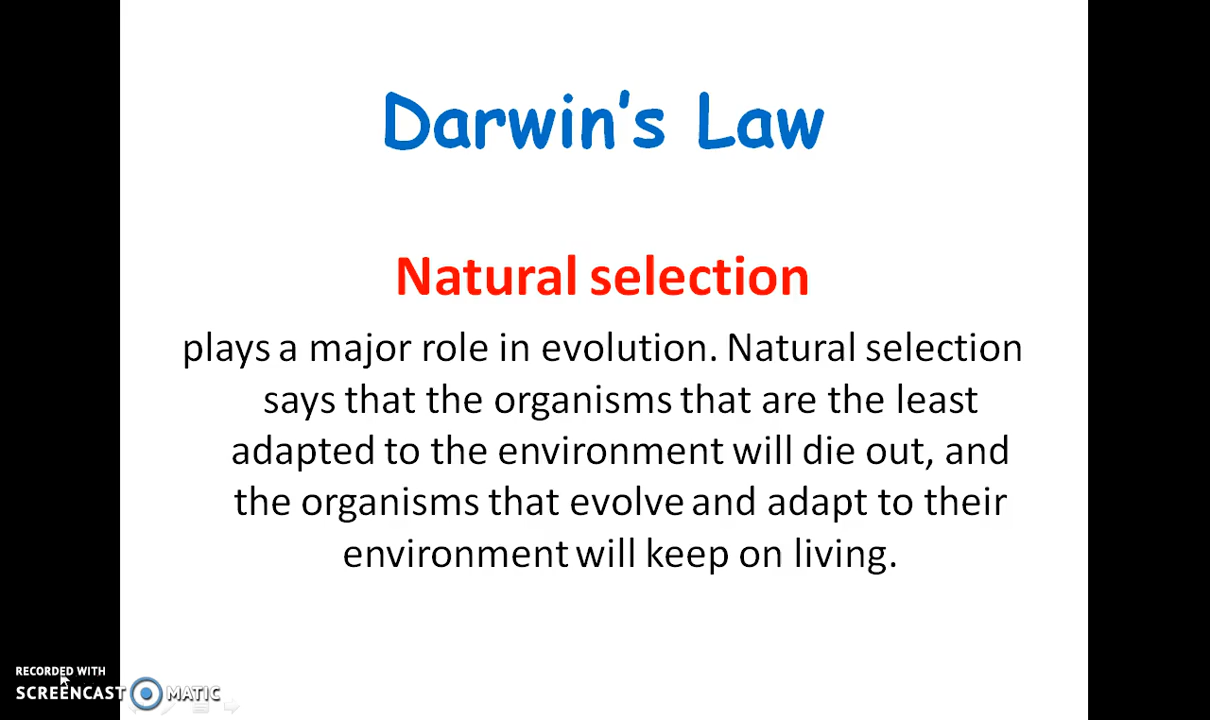 Darwin's Law
Natural selection
plays a major role in evolution. Natural selection
says that the organisms that are the least
adapted to the environment will die out, and
the organisms that evolve and adapt to their
environment will keep on living.
RECORDED WITH
SCREENCAST MATIC